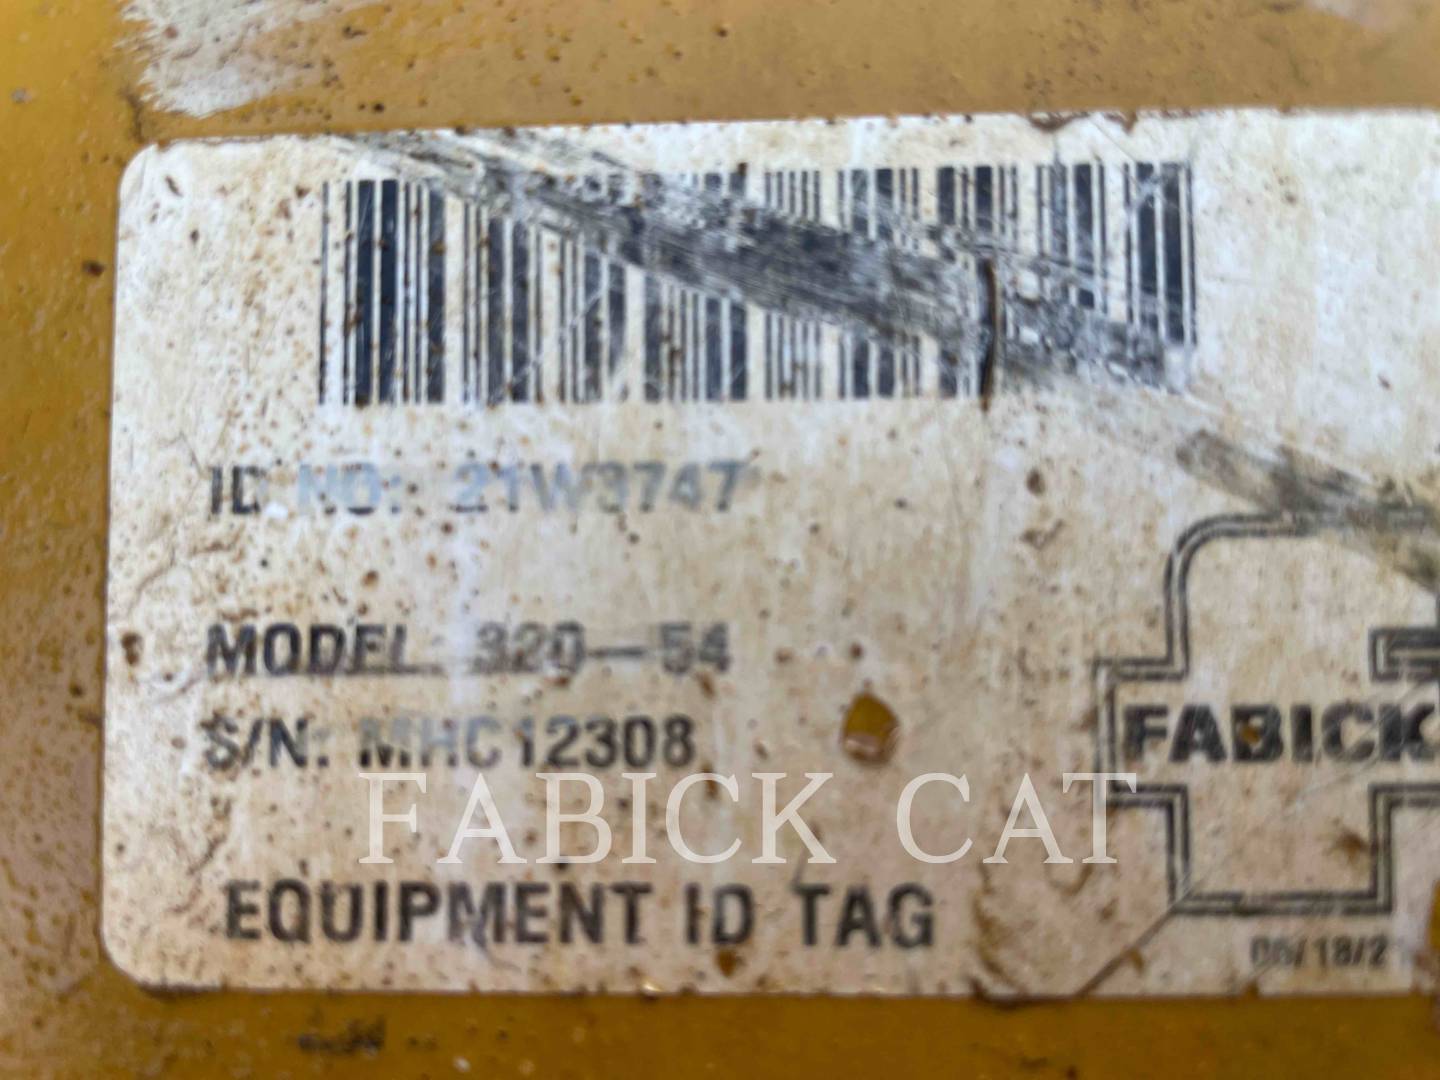 ID NO: 21W3747
MODEL 320-54
S/N: MHC12308
FABICK
FABICK CAT
EQUIPMENT ID TAG